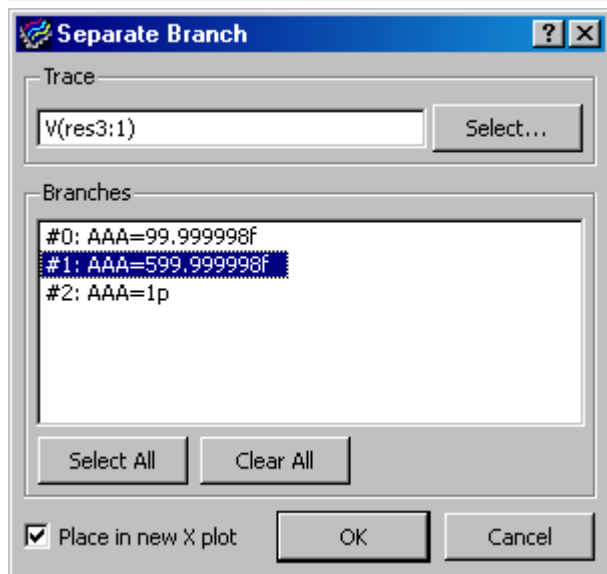 Separate Branch
Trace
V(res3:1)
Select...
Branches
#0: AAA=99.999998f
#1: AAA=599.999998f
#2: AAA=1p
Select All
Clear All
Place in new X plot
OK
Cancel